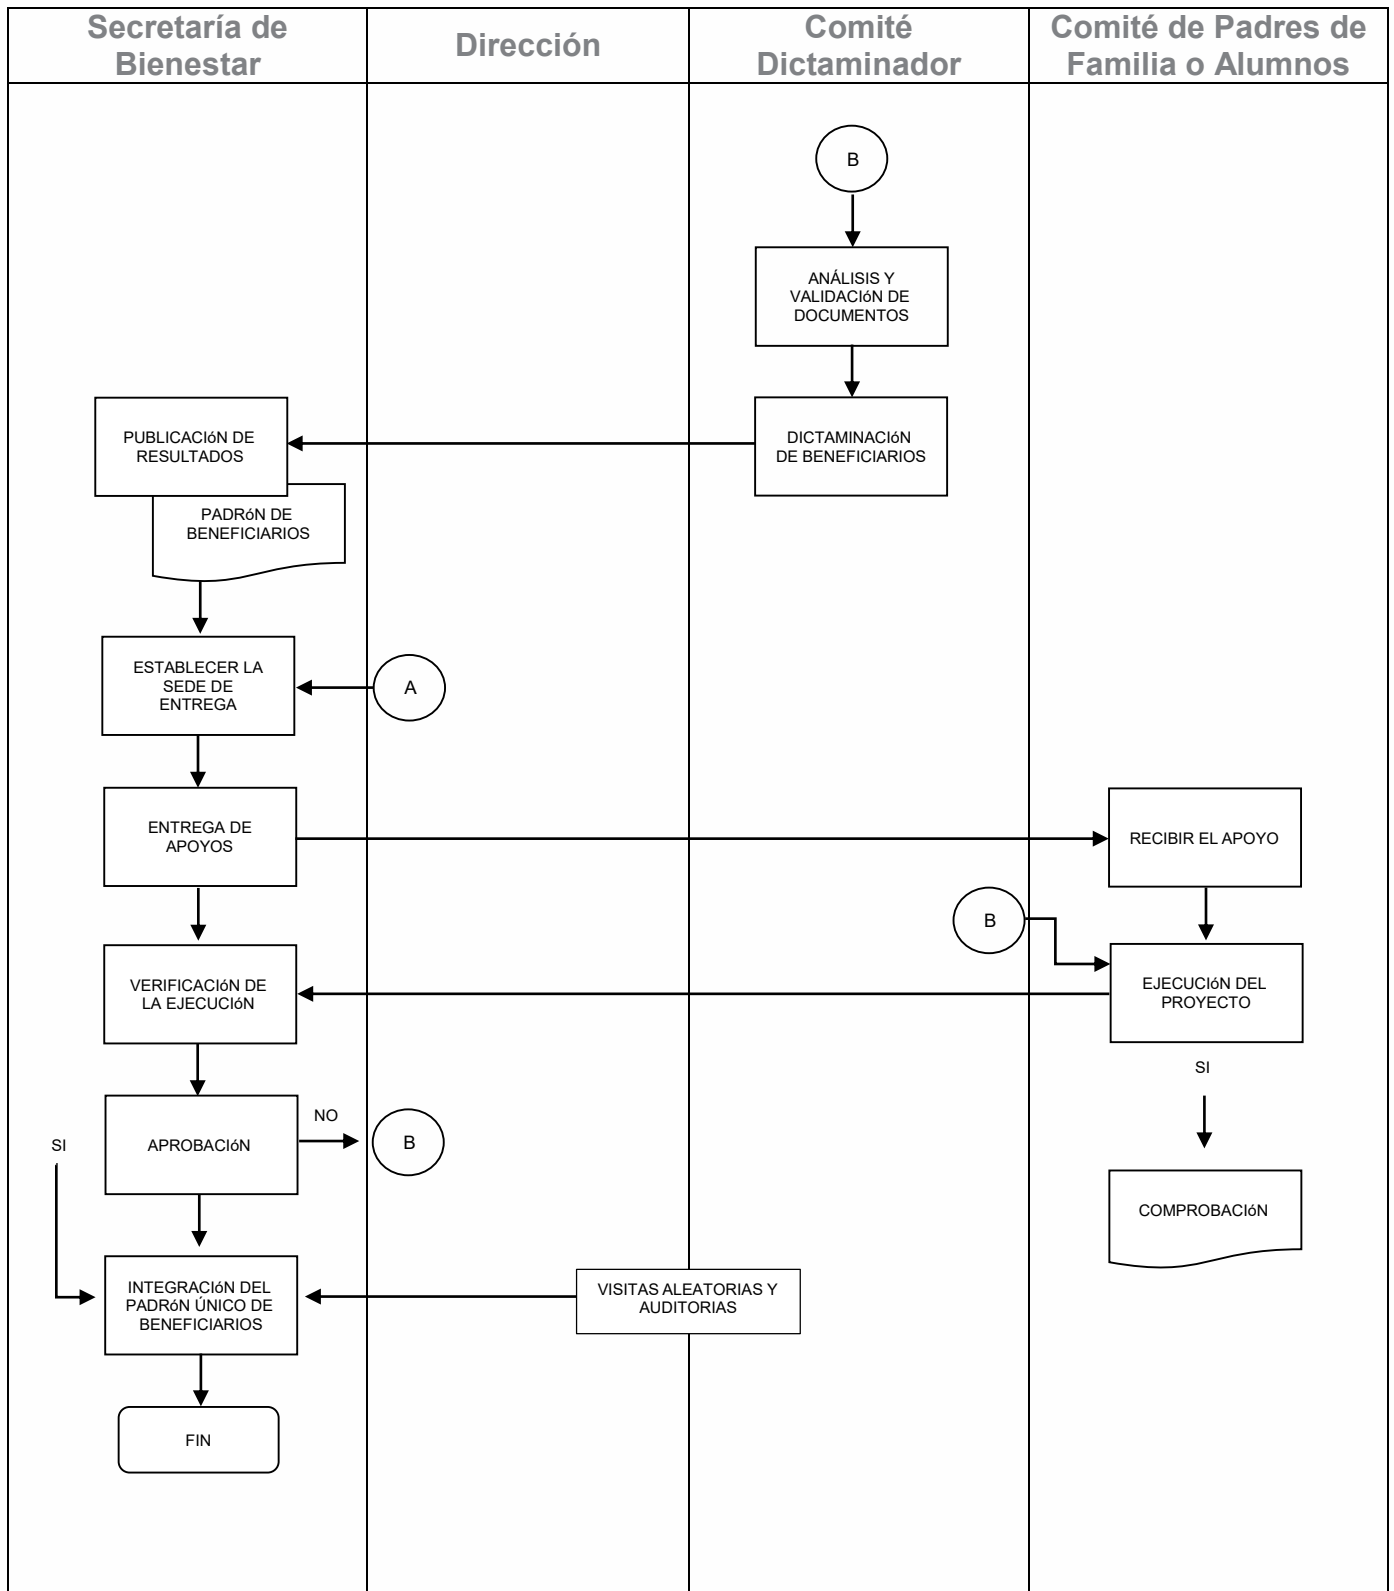 Secretaría de
Bienestar
Dirección
Comité
Dictaminador
Comité de Padres de
Familia o Alumnos
B
ANÁLISIS Y
VALIDACIóN DE
DOCUMENTOS
PUBLICACIóN DE
RESULTADOS
DICTAMINACIóN
DE BENEFICIARIOS
PADRóN DE
BENEFICIARIOS
ESTABLECER LA
SEDE DE
ENTREGA
A
ENTREGA DE
APOYOS
RECIBIR EL APOYO
B
VERIFICACIóN DE
LA EJECUCIóN
EJECUCIóN DEL
PROYECTO
SI
NO
SI
APROBACIóN
B
COMPROBACIóN
INTEGRACIóN DEL
PADRóN ÚNICO DE
BENEFICIARIOS
VISITAS ALEATORIAS Y
AUDITORIAS
FIN